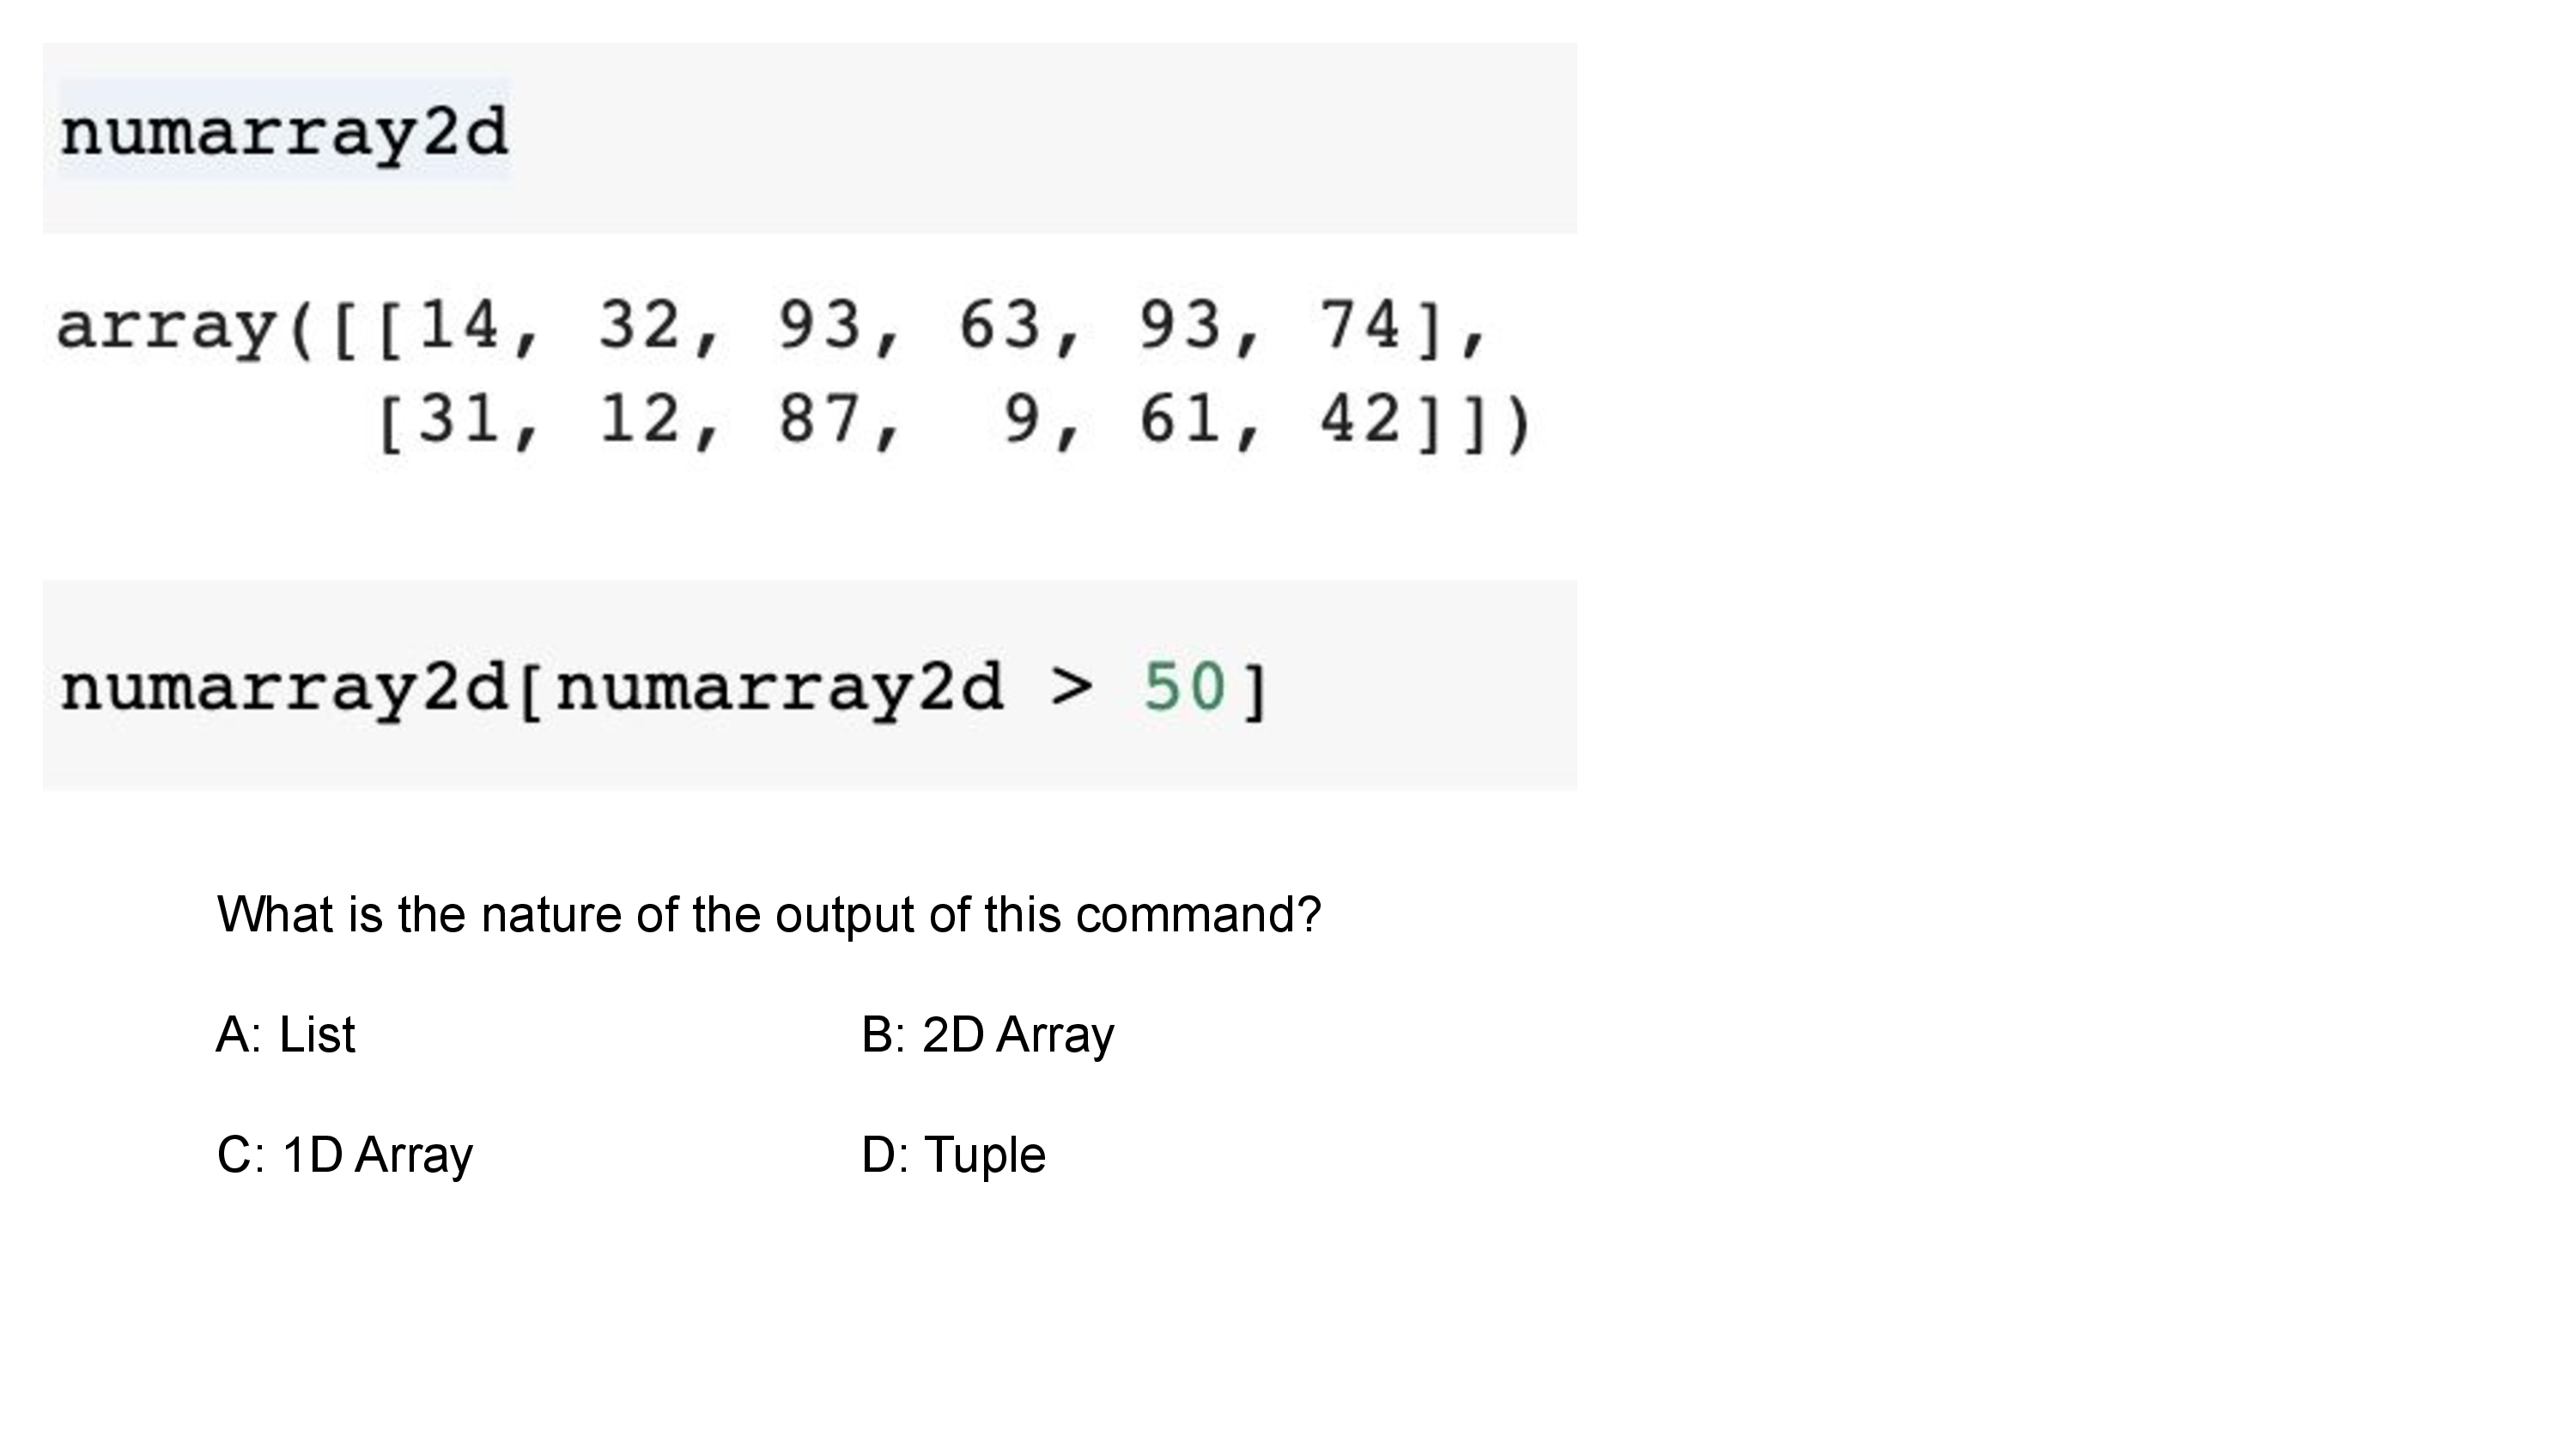 numarray2d
array([[14, 32, 93, 63, 93, 74],
       [31, 12, 87,  9, 61, 42]])
numarray2d[numarray2d > 50]
What is the nature of the output of this command?
A: List B: 2D Array
C: 1D Array D: Tuple